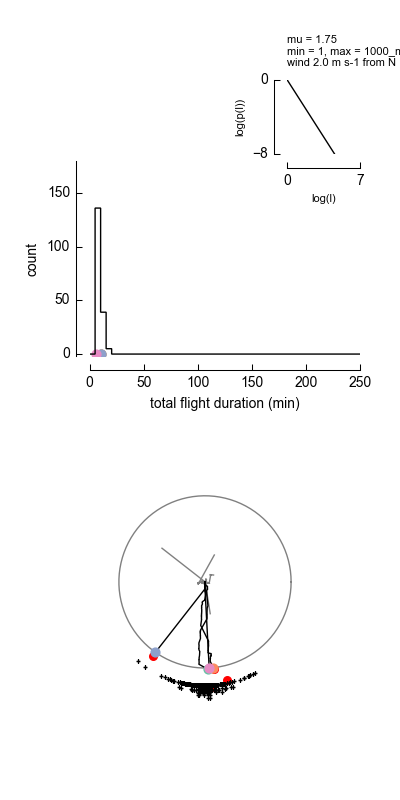 mu = 1.75
min = 1, max = 1000_m
wind 2.0 m s-1 from N
0
−8
log(p(l))
0
7
log(l)
150
100
50
0
count
0
50
100
150
200
250
total flight duration (min)